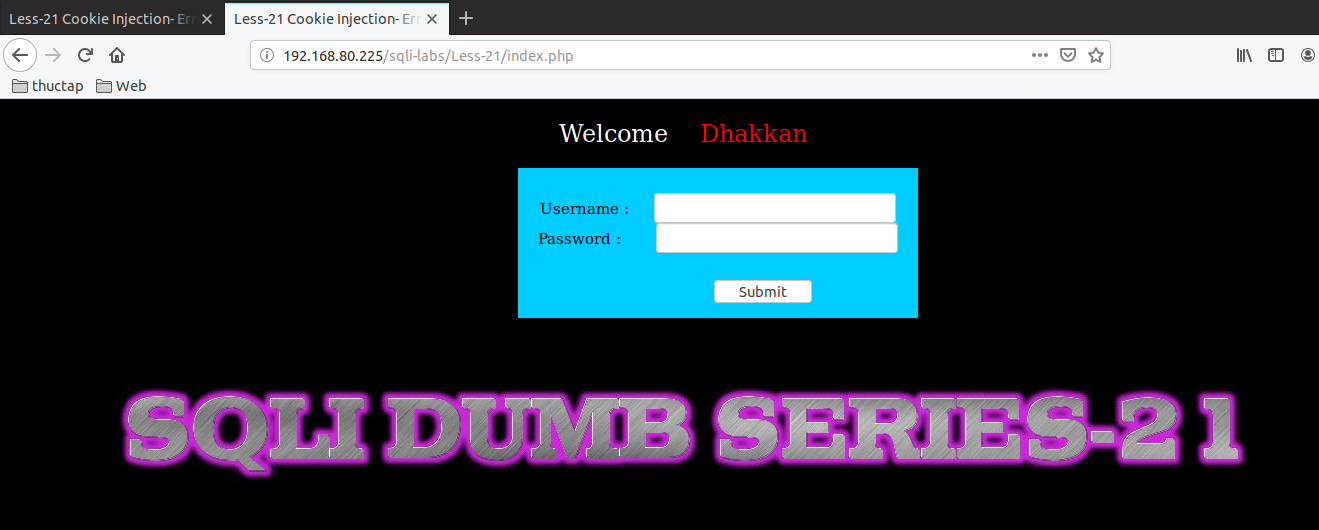 Less-21 Cookie Injection- Err
Less-21 Cookie Injection- Err
192.168.80.225/sqli-labs/Less-21/index.php
thuctap Web
Welcome Dhakkan
Username :
Password :
Submit
SQLI DUMB SERIES-21